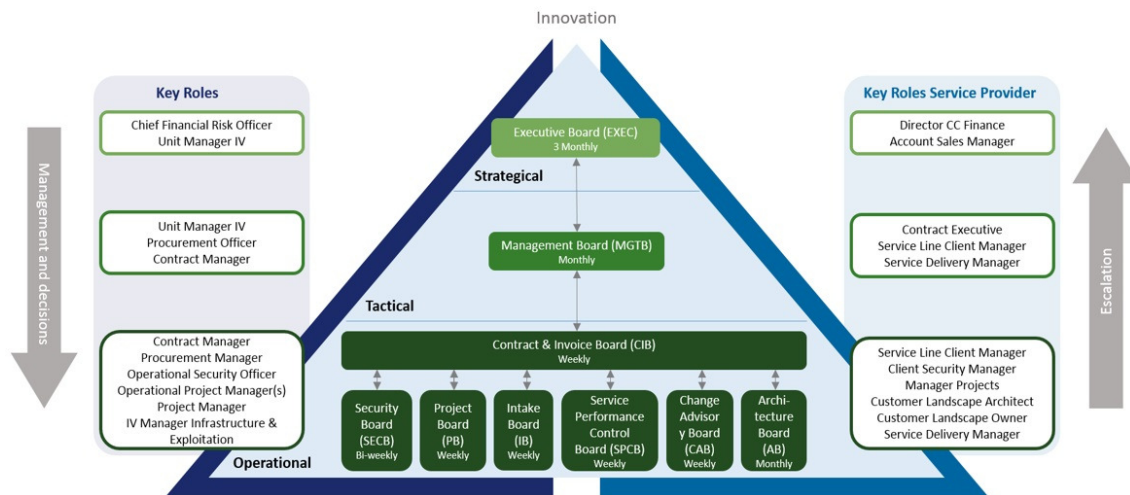 Innovation
Key Roles
Chief Financial Risk Officer
Unit Manager IV
Unit Manager IV
Procurement Officer
Contract Manager
Contract Manager
Procurement Manager
Operational Security Officer
Operational Project Manager(s)
Project Manager
IV Manager Infrastructure &
Exploitation
Management and decisions
Executive Board (EXEC)
3 Monthly
Strategical
Management Board (MGTB)
Monthly
Tactical
Contract & Invoice Board (CIB)
Weekly
Security
Board
(SECB)
Bi-weekly
Project
Board
(PB)
Weekly
Intake
Board
(IB)
Weekly
Service
Performance
Control
Board (SPCB)
Weekly
Change
Advisor
y Board
(CAB)
Weekly
Archi-
tecture
Board
(AB)
Monthly
Operational
Key Roles Service Provider
Director CC Finance
Account Sales Manager
Contract Executive
Service Line Client Manager
Service Delivery Manager
Service Line Client Manager
Client Security Manager
Manager Projects
Customer Landscape Architect
Customer Landscape Owner
Service Delivery Manager
Escalation